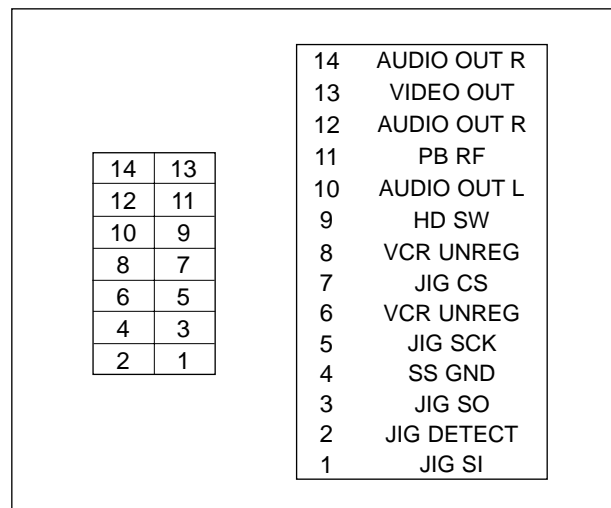 14 13
12 11
10 9
8 7
6 5
4 3
2 1
14 AUDIO OUT R
13 VIDEO OUT
12 AUDIO OUT R
11 PB RF
10 AUDIO OUT L
9 HD SW
8 VCR UNREG
7 JIG CS
6 VCR UNREG
5 JIG SCK
4 SS GND
3 JIG SO
2 JIG DETECT
1 JIG SI